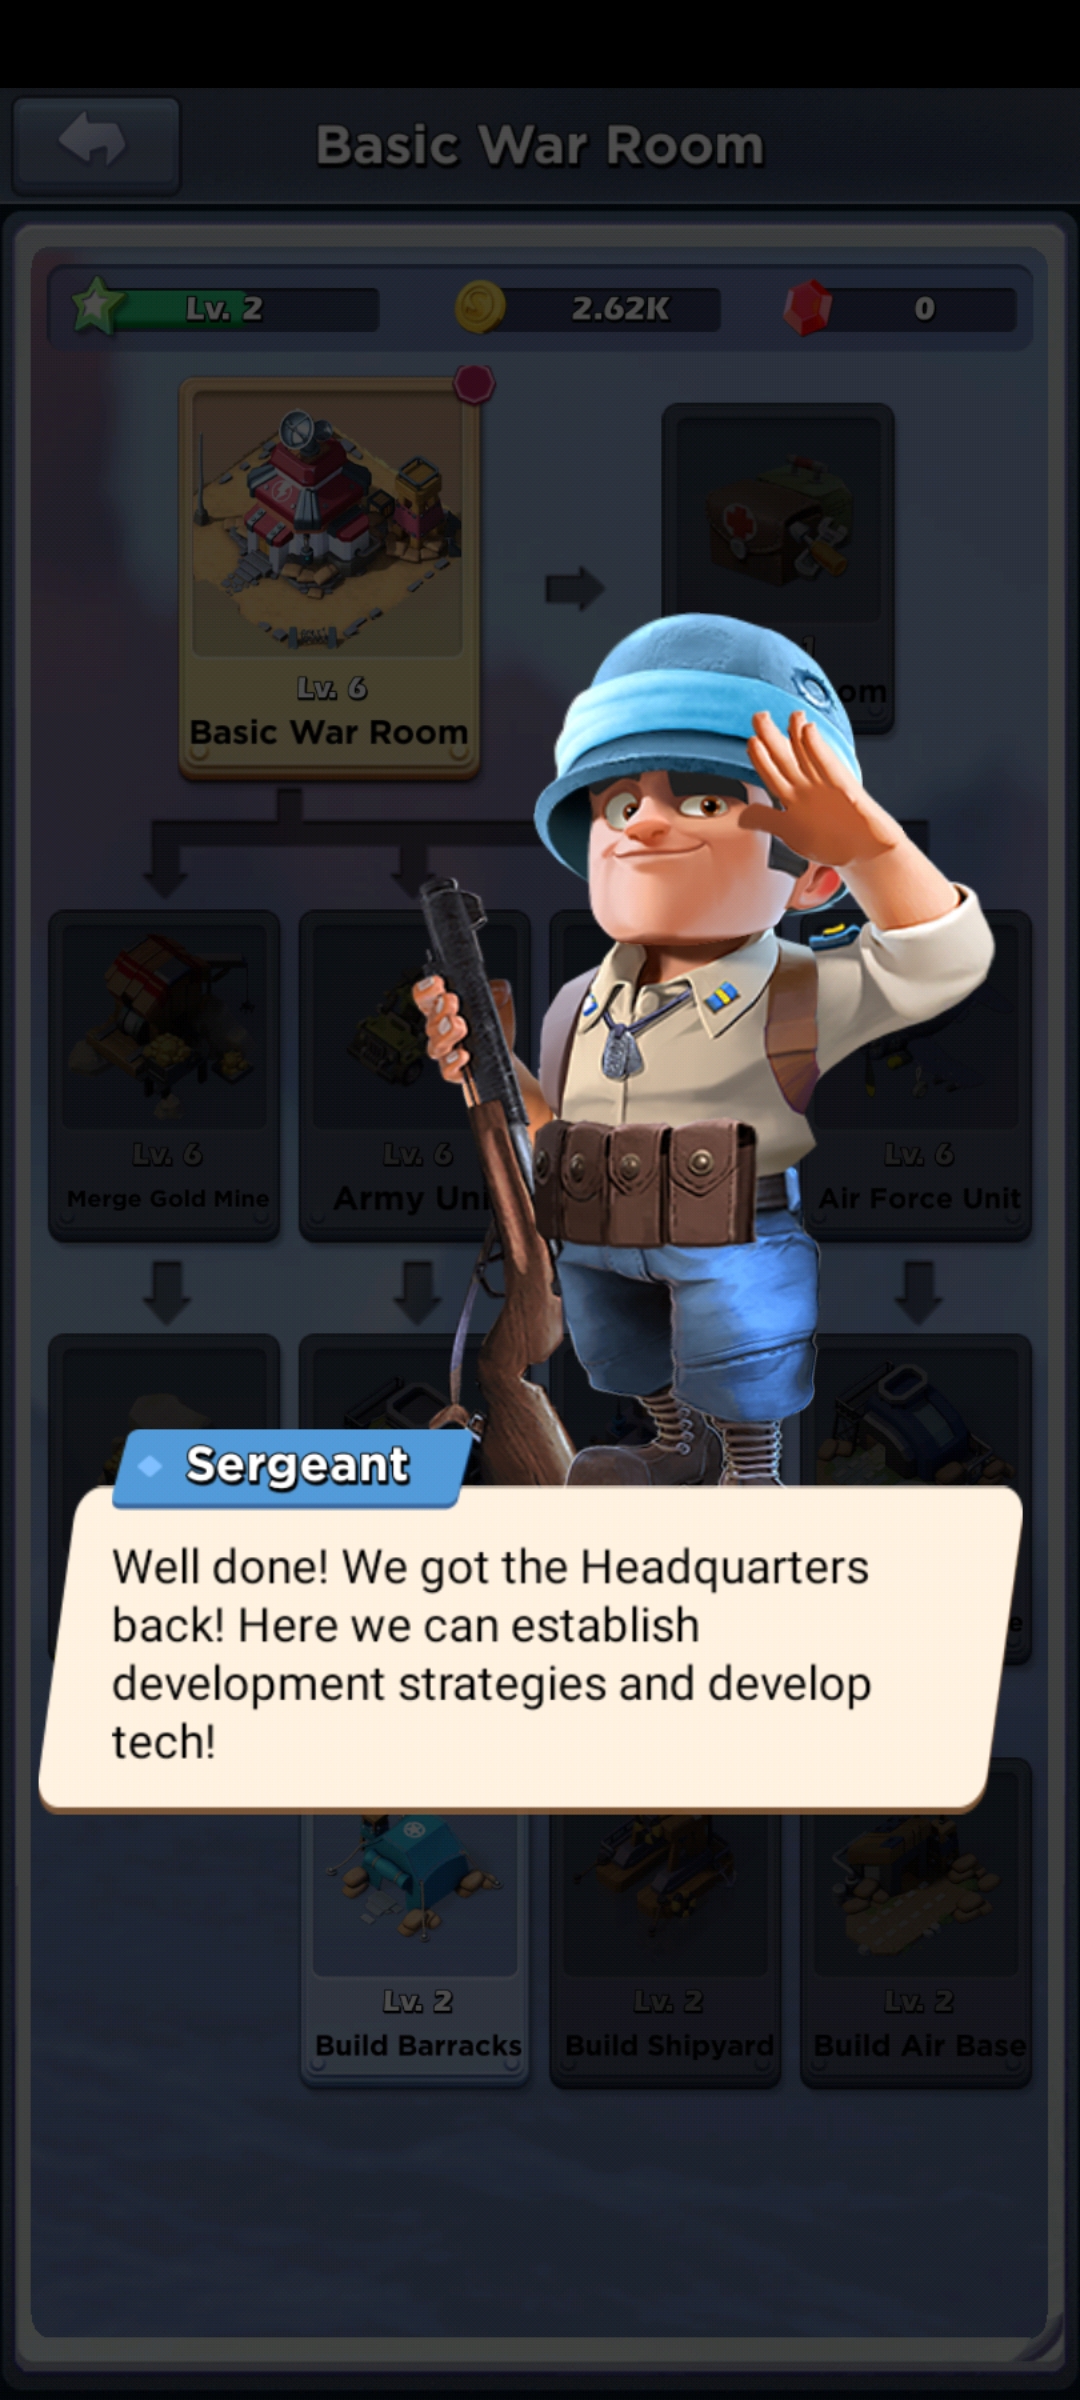 Basic War Room
Lv. 2
2.62K
0
Lv. 6
Basic War Room
Lv. 6
Lv. 6
Lv. 6
Merge Gold Mine
Army
Air Force Unit
Sergeant
Well done! We got the Headquarters
back! Here we can establish
development strategies and develop
tech!
Lv. 2
Lv. 2
Lv. 2
Build Barracks
Build Shipyard
Build Air Base